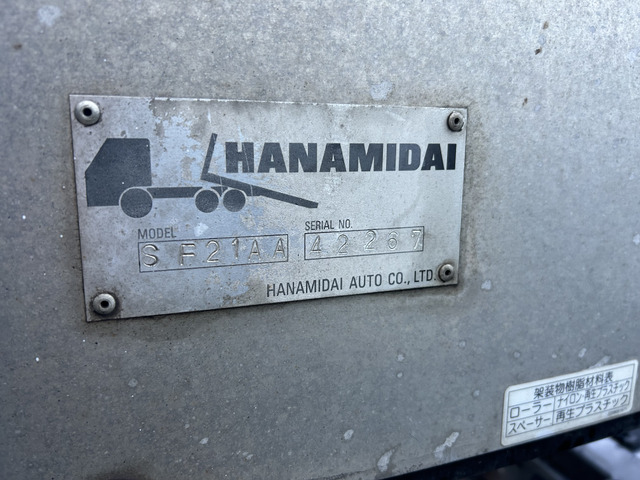 HANAMIDAI
MODEL
SERIAL NO.
SF21AA
42267
HANAMIDAI AUTO CO.,LTD.
架装物樹脂材料表
ローラー ナイロン 再生プラスチック
スペーサー 再生プラスチック